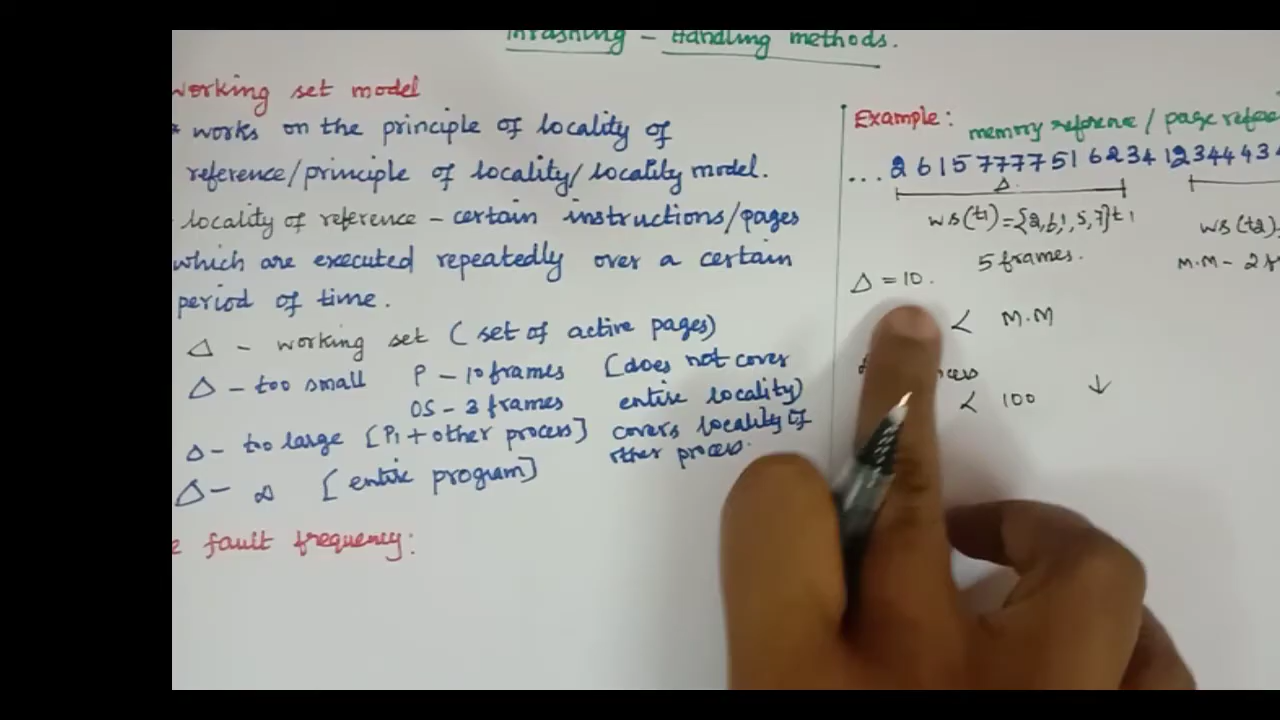 Thrashing - Handling methods.
working set model
* works on the principle of locality of
reference/principle of locality/locality model.
locality of reference - certain instructions/pages
which are executed repeatedly over a certain
period of time.
Δ - working set (set of active pages)
Δ - too small P - 10 frames [does not cover
OS - 3 frames entire locality)
Δ - too large [P1 + other process] covers locality of
other process.
Δ - ∞ [entire program]
fault frequency:
Example: memory reference / page
... 2 6 1 5 7 7 7 7 5 1 6 2 3 4 1 2 3 4 4 4 3 4
Δ
ws(t1) = {2,6,1,5,7} t1
ws(t2)
5 frames.
M.M - 2
Δ = 10.
< M.M
< 100 ↓